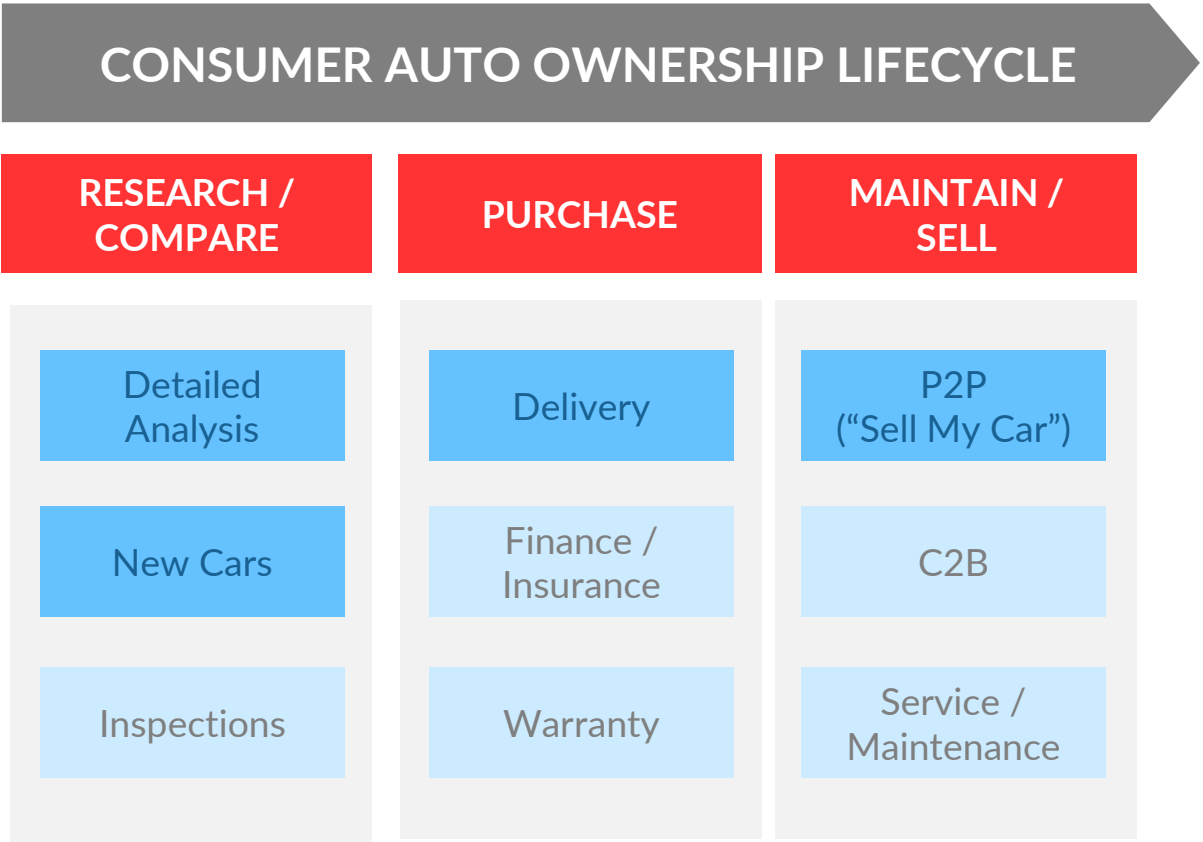 CONSUMER AUTO OWNERSHIP LIFECYCLE
RESEARCH /
COMPARE
PURCHASE
MAINTAIN /
SELL
Detailed
Analysis
New Cars
Inspections
Delivery
Finance /
Insurance
Warranty
P2P
(“Sell My Car”)
C2B
Service /
Maintenance